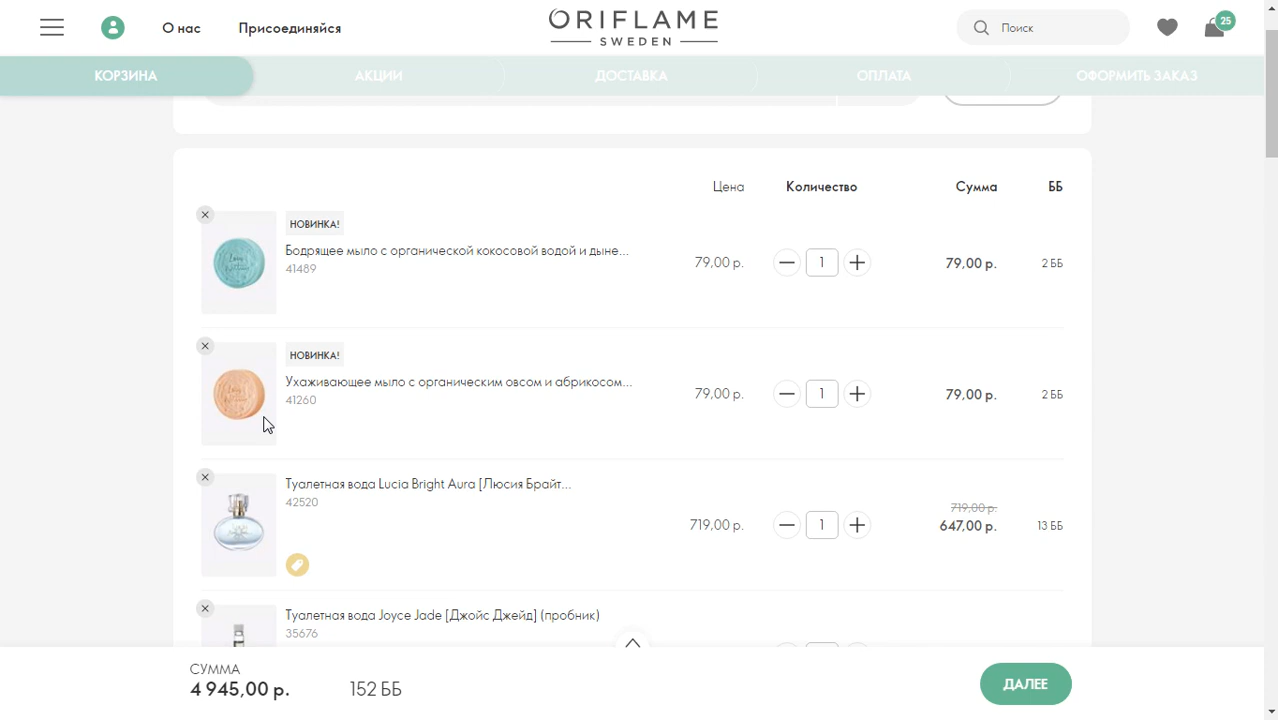 О нас
Присоединяйся
ORIFLAME
SWEDEN
Поиск
25
КОРЗИНА
АКЦИИ
ДОСТАВКА
ОПЛАТА
ОФОРМИТЬ ЗАКАЗ
Цена
Количество
Сумма
ББ
НОВИНКА!
Бодрящее мыло с органической кокосовой водой и дыне...
41489
79,00 р.
1
79,00 р.
2 ББ
НОВИНКА!
Ухаживающее мыло с органическим овсом и абрикосом...
41260
79,00 р.
1
79,00 р.
2 ББ
Туалетная вода Lucia Bright Aura [Люсия Брайт...
42520
719,00 р.
1
719,00 р.
647,00 р.
13 ББ
Туалетная вода Joyce Jade [Джойс Джейд] (пробник)
35676
СУММА
4 945,00 р.
152 ББ
ДАЛЕЕ